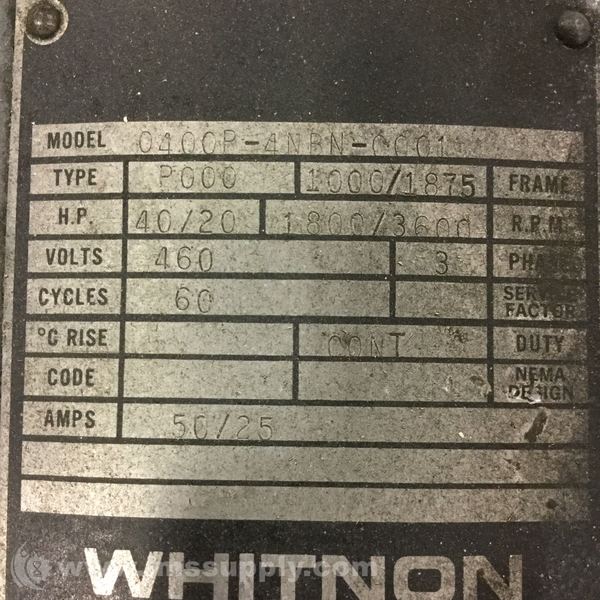 MODEL 0400P-4NBN-0001
TYPE P000 1000/1875 FRAME
H.P. 40/20 1800/3600 R.P.M.
VOLTS 460 3 PHASE
CYCLES 60 SERVICE FACTOR
°C RISE CONT DUTY
CODE NEMA DESIGN
AMPS 50/25
WHITNON